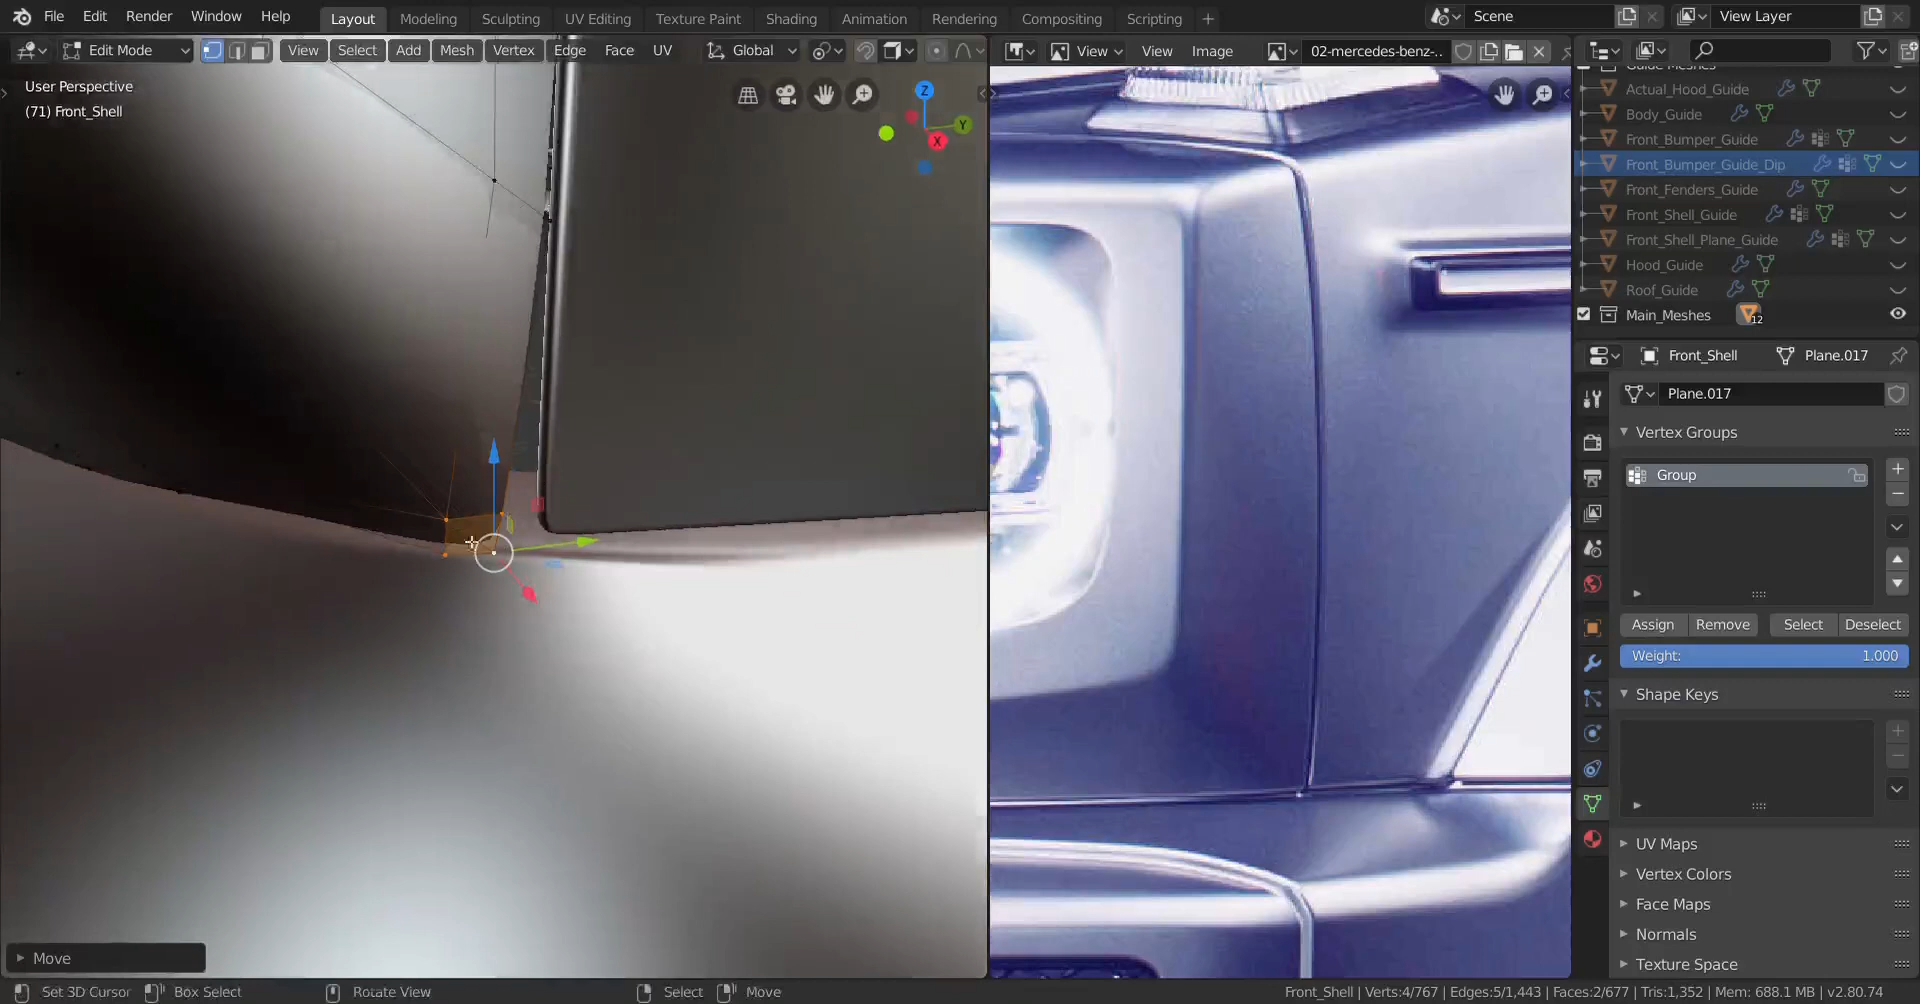 File Edit Render Window Help Layout Modeling Sculpting UV Editing Texture Paint Shading Animation Rendering Compositing Scripting + Scene View Layer
Edit Mode View Select Add Mesh Vertex Edge Face UV Global View View Image 02-mercedes-benz-..
User Perspective
(71) Front_Shell
Z
Y
X
Guide Meshes
Actual_Hood_Guide
Body_Guide
Front_Bumper_Guide
Front_Bumper_Guide_Dip
Front_Fenders_Guide
Front_Shell_Guide
Front_Shell_Plane_Guide
Hood_Guide
Roof_Guide
Main_Meshes 12
Front_Shell Plane.017
Plane.017
Vertex Groups
Group
Assign Remove Select Deselect
Weight: 1.000
Shape Keys
UV Maps
Vertex Colors
Face Maps
Normals
Texture Space
Move
Set 3D Cursor Box Select Rotate View Select Move Front_Shell | Verts:4/767 | Edges:5/1,443 | Faces:2/677 | Tris:1,352 | Mem: 688.1 MB | v2.80.74